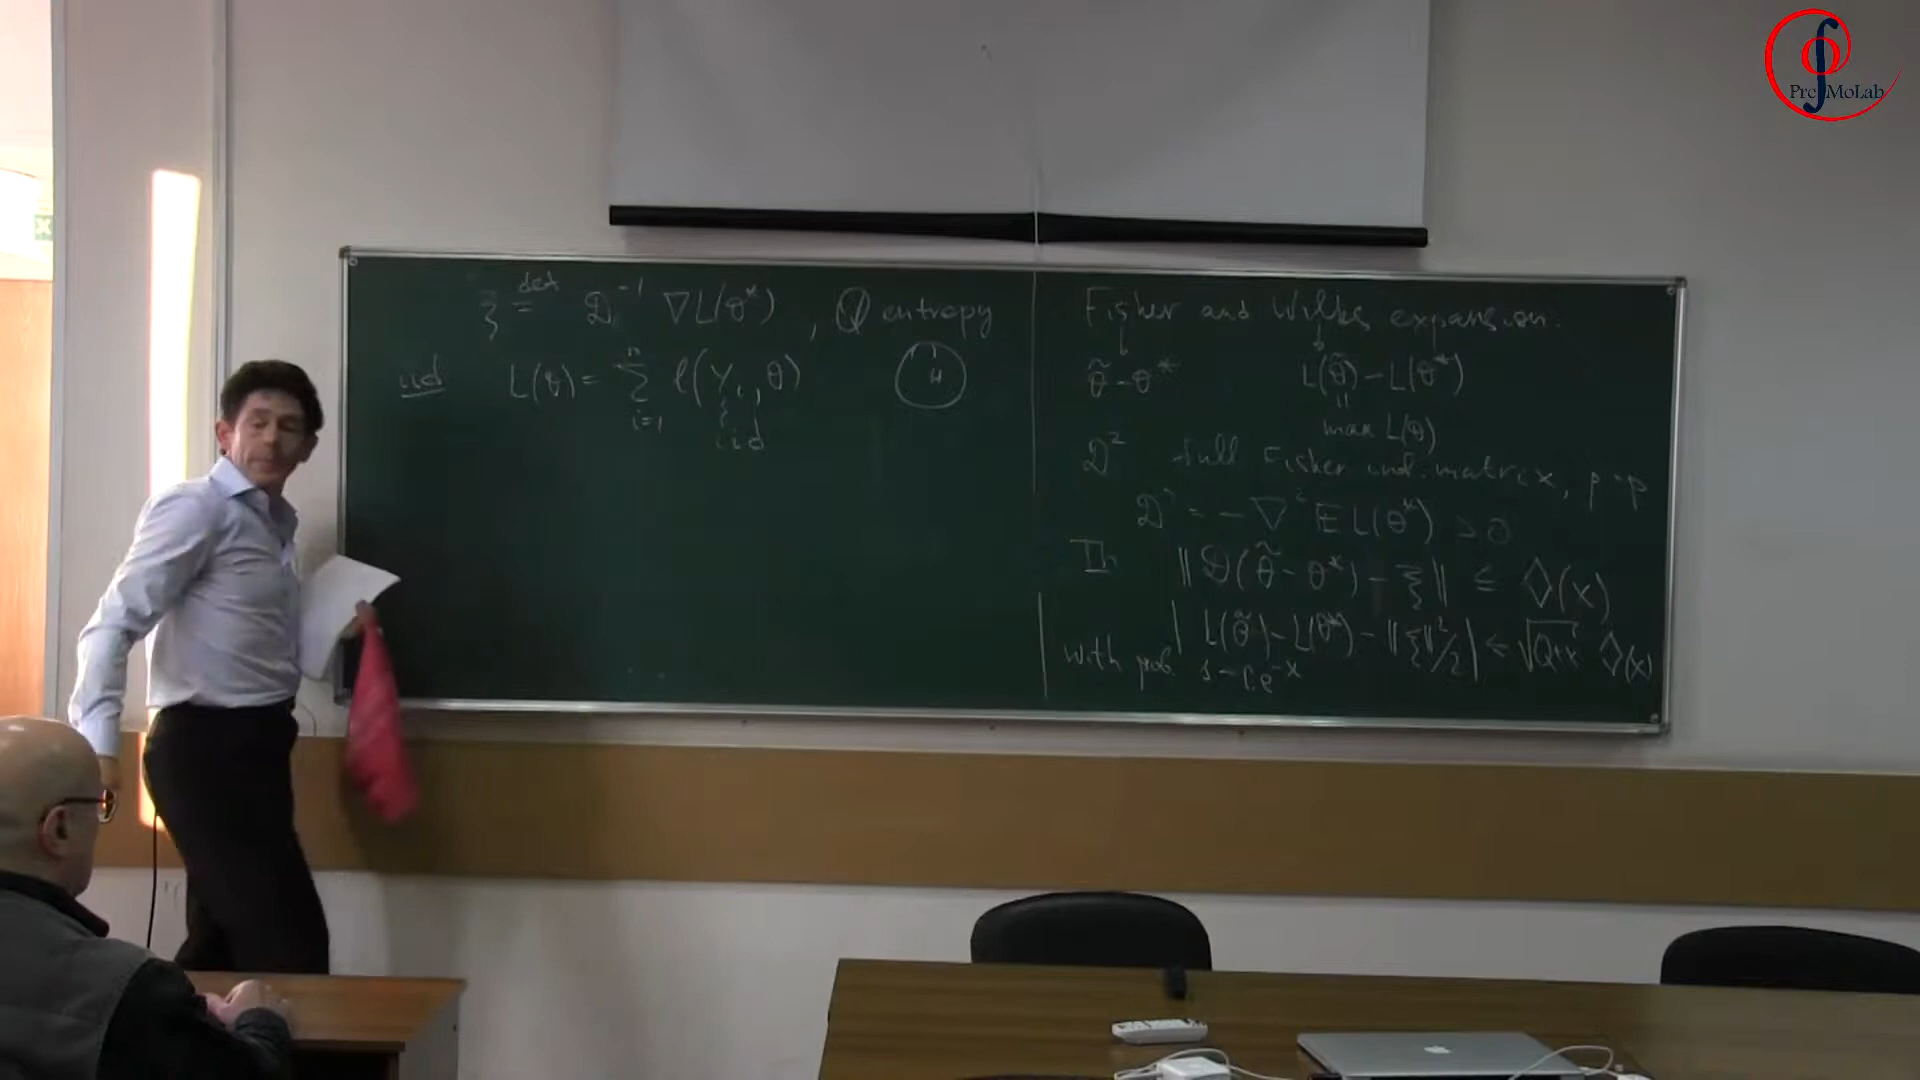 ξ def= D⁻¹ ∇L(θ*), Q entropy
iid L(θ) = Σ_{i=1}^{n} ℓ(Y_i, θ)
iid
Fisher and Wilks expansion.
θ̃ - θ* L(θ̃) - L(θ*)
max L(θ)
D² full Fisher inf. matrix, p×p
D² = - ∇² E L(θ*) > 0
Th ‖D(θ̃ - θ*) - ξ‖ ≤ ◊(x)
| L(θ̃) - L(θ*) - ‖ξ‖²/2 | ≤ √(Q+x) ◊(x)
with prob. 1 - C e^{-x}
PreMoLab